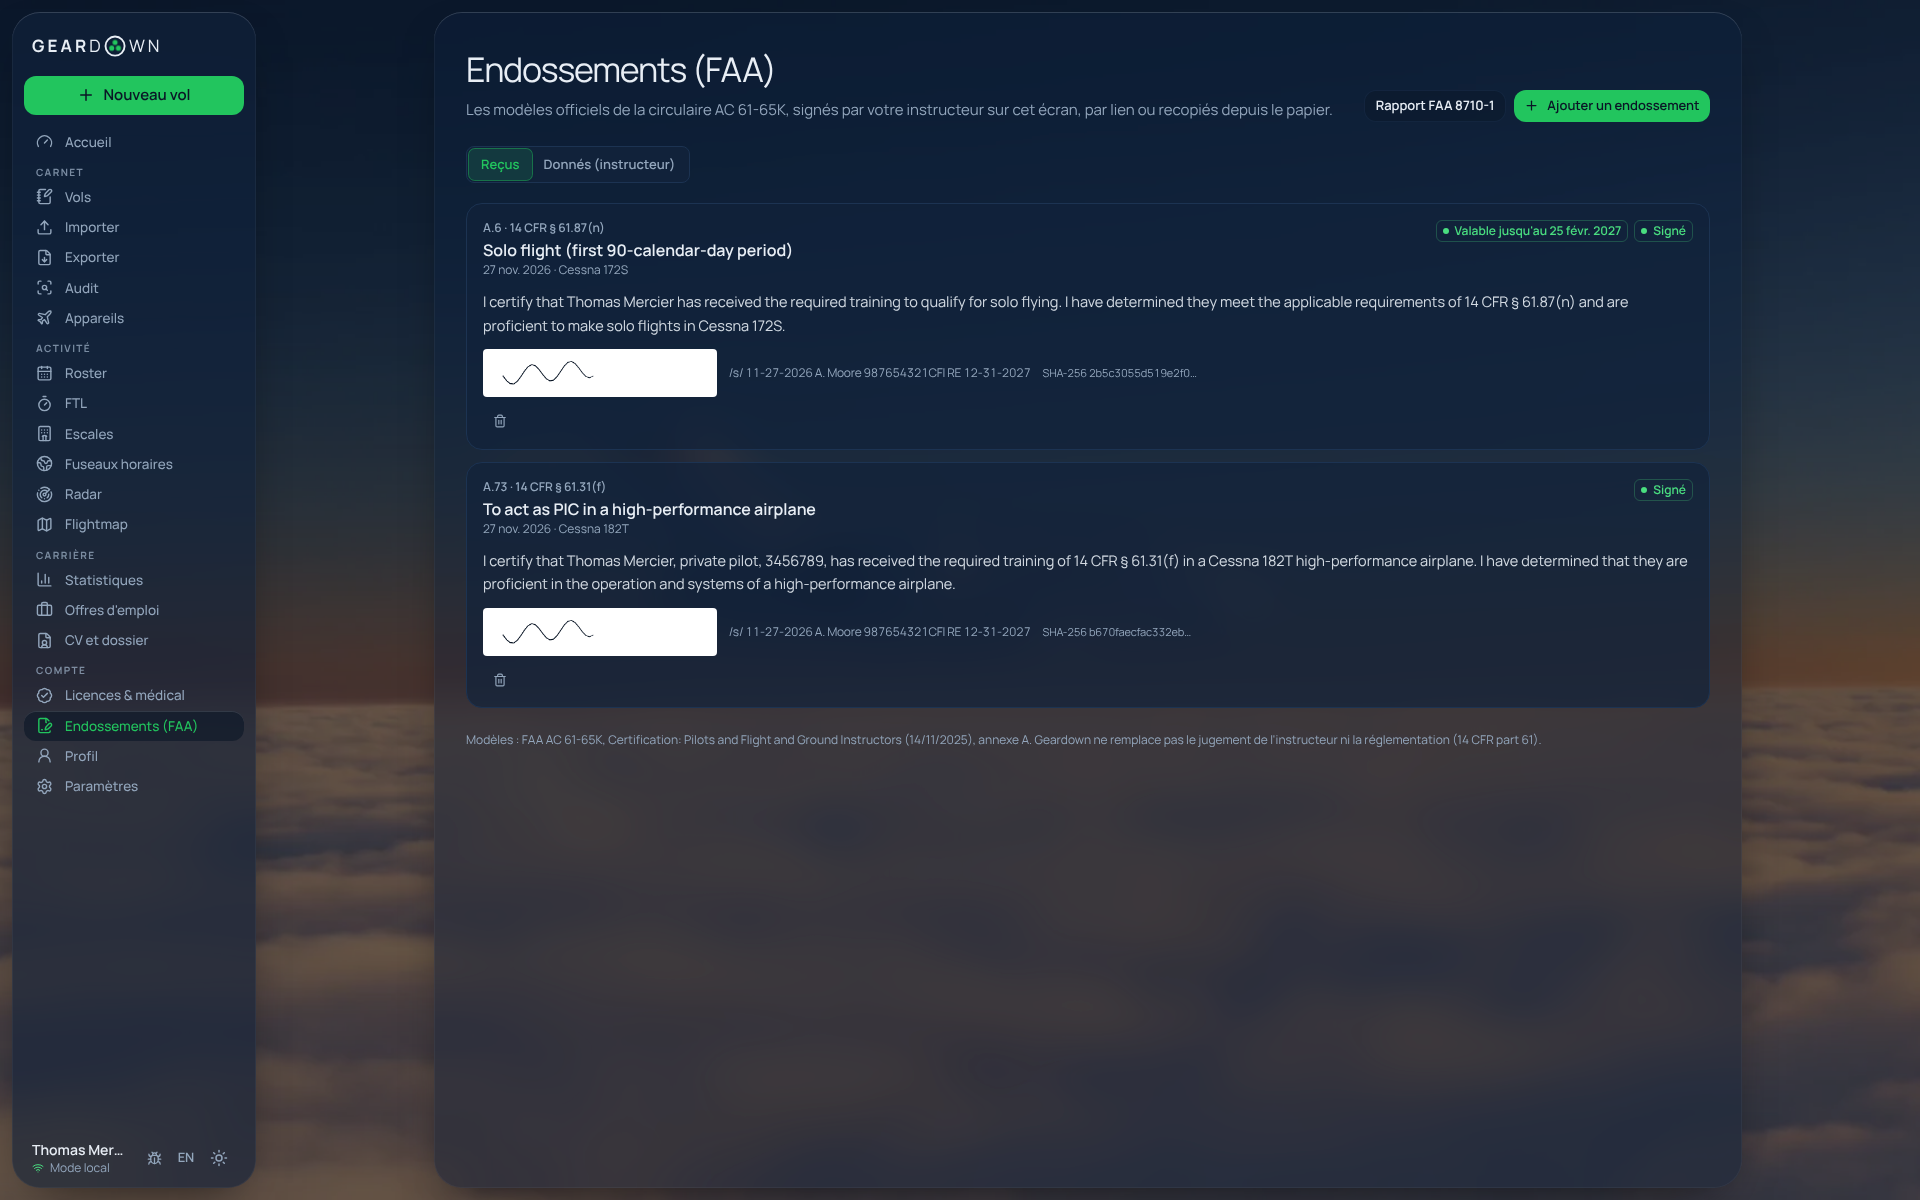 GEARDOWN
Nouveau vol
Accueil
CARNET
Vols
Importer
Exporter
Audit
Appareils
ACTIVITÉ
Roster
FTL
Escales
Fuseaux horaires
Radar
Flightmap
CARRIÈRE
Statistiques
Offres d'emploi
CV et dossier
COMPTE
Licences & médical
Endossements (FAA)
Profil
Paramètres
Thomas Mer...
Mode local
EN
Endossements (FAA)
Les modèles officiels de la circulaire AC 61-65K, signés par votre instructeur sur cet écran, par lien ou recopiés depuis le papier.
Rapport FAA 8710-1
Ajouter un endossement
Reçus
Donnés (instructeur)
A.6 · 14 CFR § 61.87(n)
Solo flight (first 90-calendar-day period)
27 nov. 2026 · Cessna 172S
Valable jusqu'au 25 févr. 2027
Signé
I certify that Thomas Mercier has received the required training to qualify for solo flying. I have determined they meet the applicable requirements of 14 CFR § 61.87(n) and are
proficient to make solo flights in Cessna 172S.
/s/ 11-27-2026 A. Moore 987654321CFI RE 12-31-2027
SHA-256 2b5c3055d519e2f0...
A.73 · 14 CFR § 61.31(f)
To act as PIC in a high-performance airplane
27 nov. 2026 · Cessna 182T
Signé
I certify that Thomas Mercier, private pilot, 3456789, has received the required training of 14 CFR § 61.31(f) in a Cessna 182T high-performance airplane. I have determined that they are
proficient in the operation and systems of a high-performance airplane.
/s/ 11-27-2026 A. Moore 987654321CFI RE 12-31-2027
SHA-256 b670faecfac332eb...
Modèles : FAA AC 61-65K, Certification: Pilots and Flight and Ground Instructors (14/11/2025), annexe A. Geardown ne remplace pas le jugement de l'instructeur ni la réglementation (14 CFR part 61).